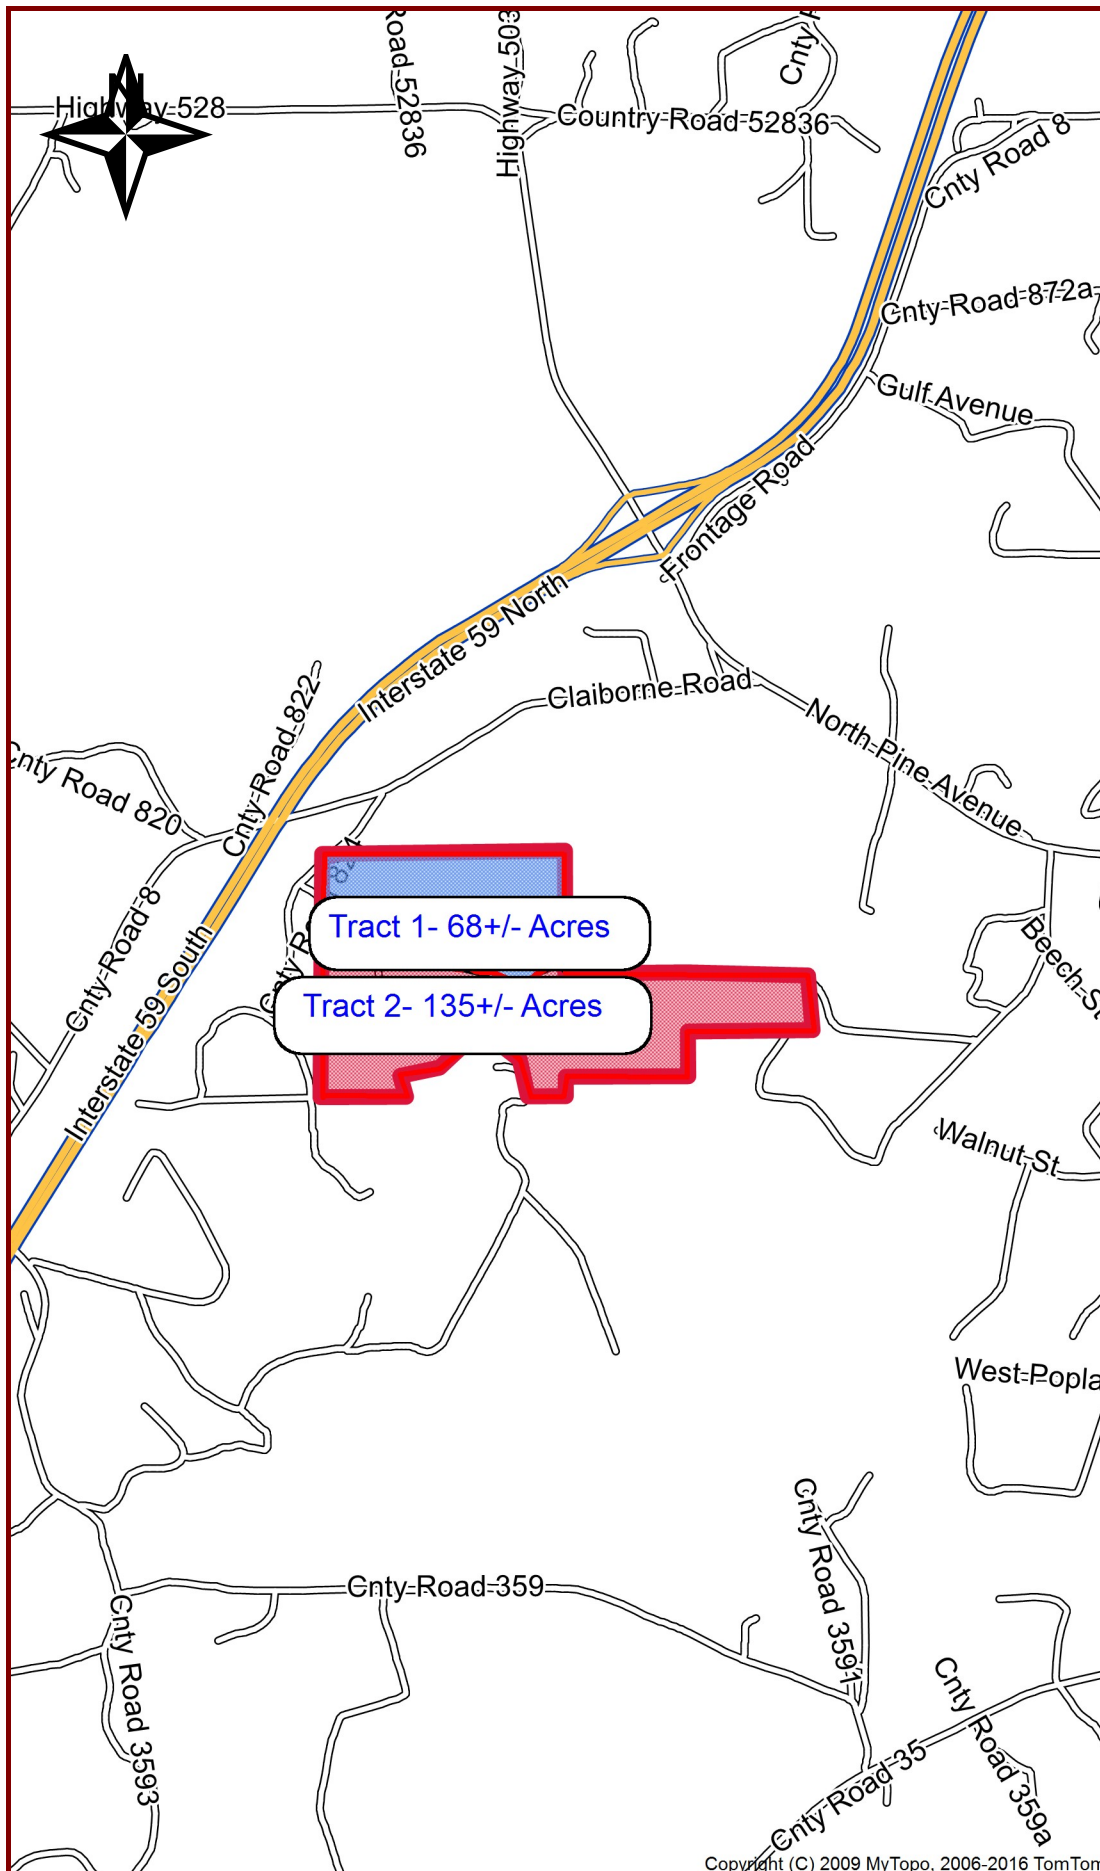 Road 52836
Highway 503
Cnty
N
Highway 528
Country Road 52836
Cnty Road 8
Cnty Road 872a
Gulf Avenue
Frontage Road
Interstate 59 North
Claiborne Road
North Pine Avenue
Cnty Road 822
Cnty Road 820
Cnty Road 8
Interstate 59 South
Tract 1- 68+/- Acres
Tract 2- 135+/- Acres
Beech St
Walnut St
West Popla
Cnty Road 359
Cnty Road 3591
Cnty Road 3593
Cnty Road 35
Cnty Road 359a
Copyright (C) 2009 MyTopo, 2006-2016 TomTom